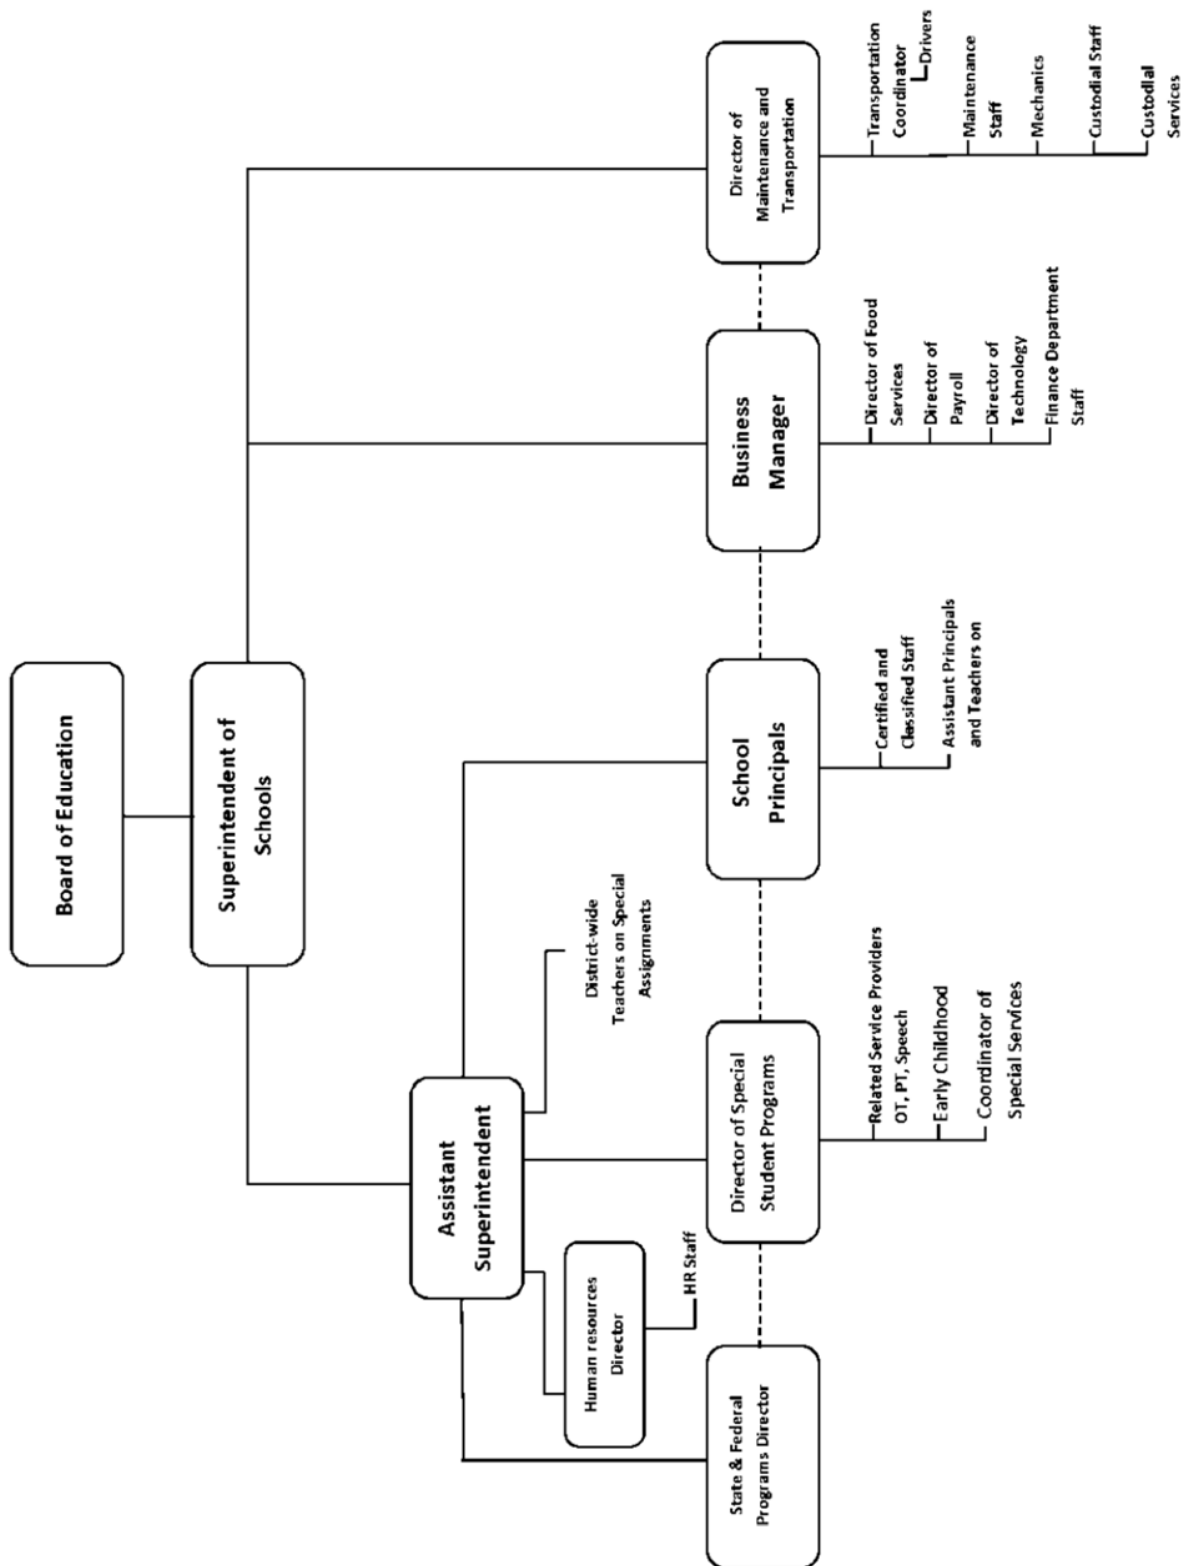 Board of Education
Superintendent of
Schools
Assistant
Superintendent
Human resources
Director
HR Staff
District-wide
Teachers on Special
Assignments
State & Federal
Programs Director
Director of Special
Student Programs
Related Service Providers
OT, PT, Speech
Early Childhood
Coordinator of
Special Services
School
Principals
Certified and
Classified Staff
Assistant Principals
and Teachers on
Business
Manager
Director of Food
Services
Director of
Payroll
Director of
Technology
Finance Department
Staff
Director of
Maintenance and
Transportation
Transportation
Coordinator
Drivers
Maintenance
Staff
Mechanics
Custodial Staff
Custodial
Services